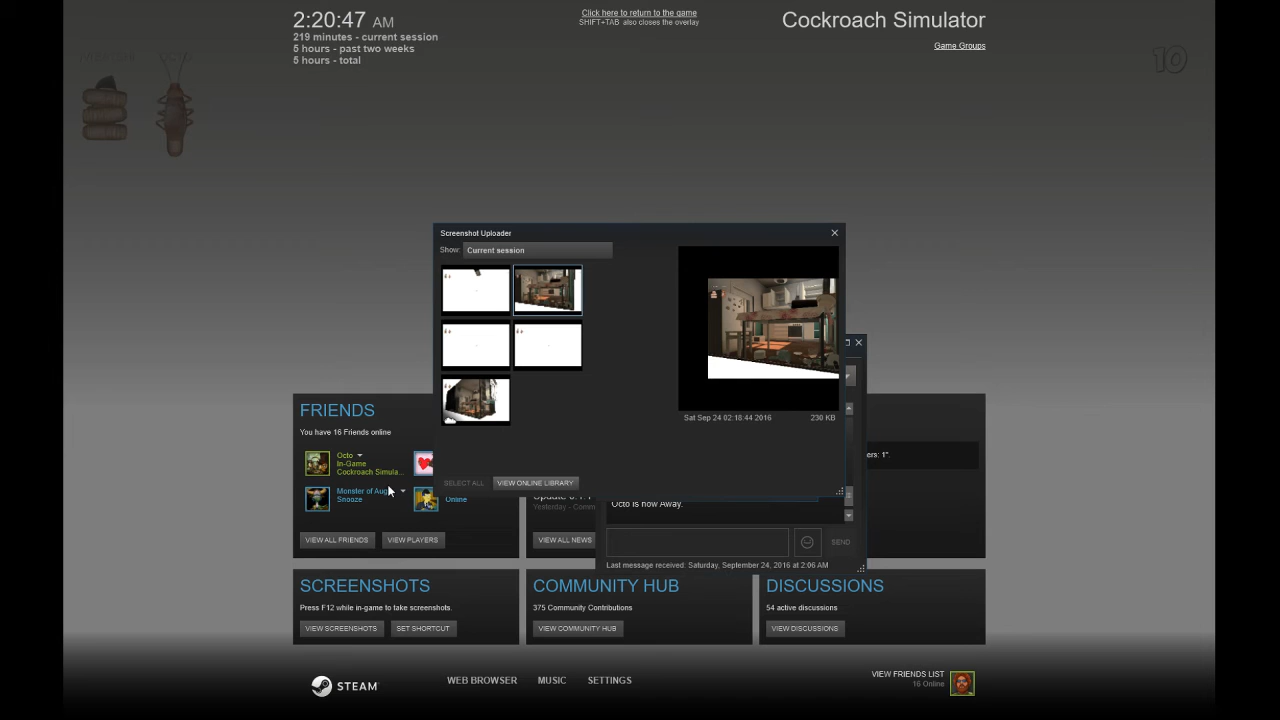 2:20:47 AM
219 minutes - current session
5 hours - past two weeks
5 hours - total
Click here to return to the game
SHIFT+TAB also closes the overlay
Cockroach Simulator
Game Groups
OCTO
10
Screenshot Uploader
Show: Current session
Sat Sep 24 02:18:44 2016 230 KB
SELECT ALL VIEW ONLINE LIBRARY
FRIENDS
You have 16 Friends online
Octo
In-Game
Cockroach Simula...
Monster of Aug
Snooze
Online
VIEW ALL FRIENDS VIEW PLAYERS
ers: 1".
Yesterday - Comm
VIEW ALL NEWS
Octo is now Away.
SEND
Last message received: Saturday, September 24, 2016 at 2:06 AM
SCREENSHOTS
Press F12 while in-game to take screenshots.
VIEW SCREENSHOTS SET SHORTCUT
COMMUNITY HUB
375 Community Contributions
VIEW COMMUNITY HUB
DISCUSSIONS
54 active discussions
VIEW DISCUSSIONS
STEAM
WEB BROWSER MUSIC SETTINGS
VIEW FRIENDS LIST
16 Online